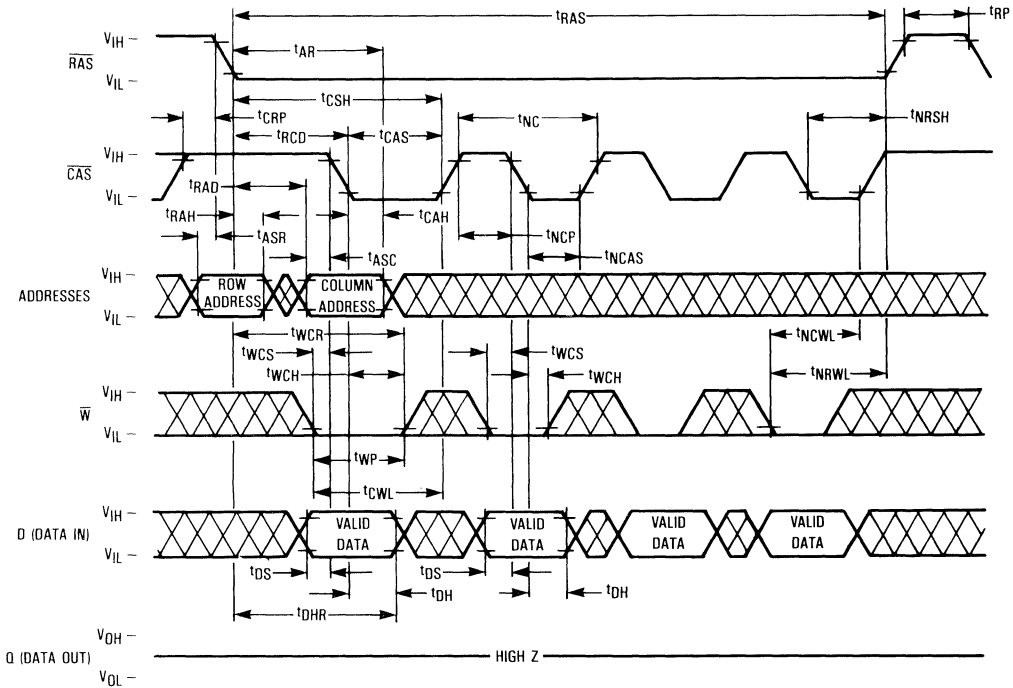 tRAS
tRP
VIH
RAS
VIL
tAR
tCSH
tCRP
tRCD
tCAS
tNC
tNRSH
VIH
CAS
VIL
tRAD
tRAH
tCAH
tASR
tNCP
tASC
tNCAS
VIH
ADDRESSES
VIL
ROW ADDRESS
COLUMN ADDRESS
tWCR
tNCWL
tWCS
tWCS
tWCH
tWCH
tNRWL
VIH
W
VIL
tWP
tCWL
VIH
D (DATA IN)
VIL
VALID DATA
VALID DATA
VALID DATA
VALID DATA
tDS
tDS
tDH
tDH
tDHR
VOH
Q (DATA OUT)
HIGH Z
VOL